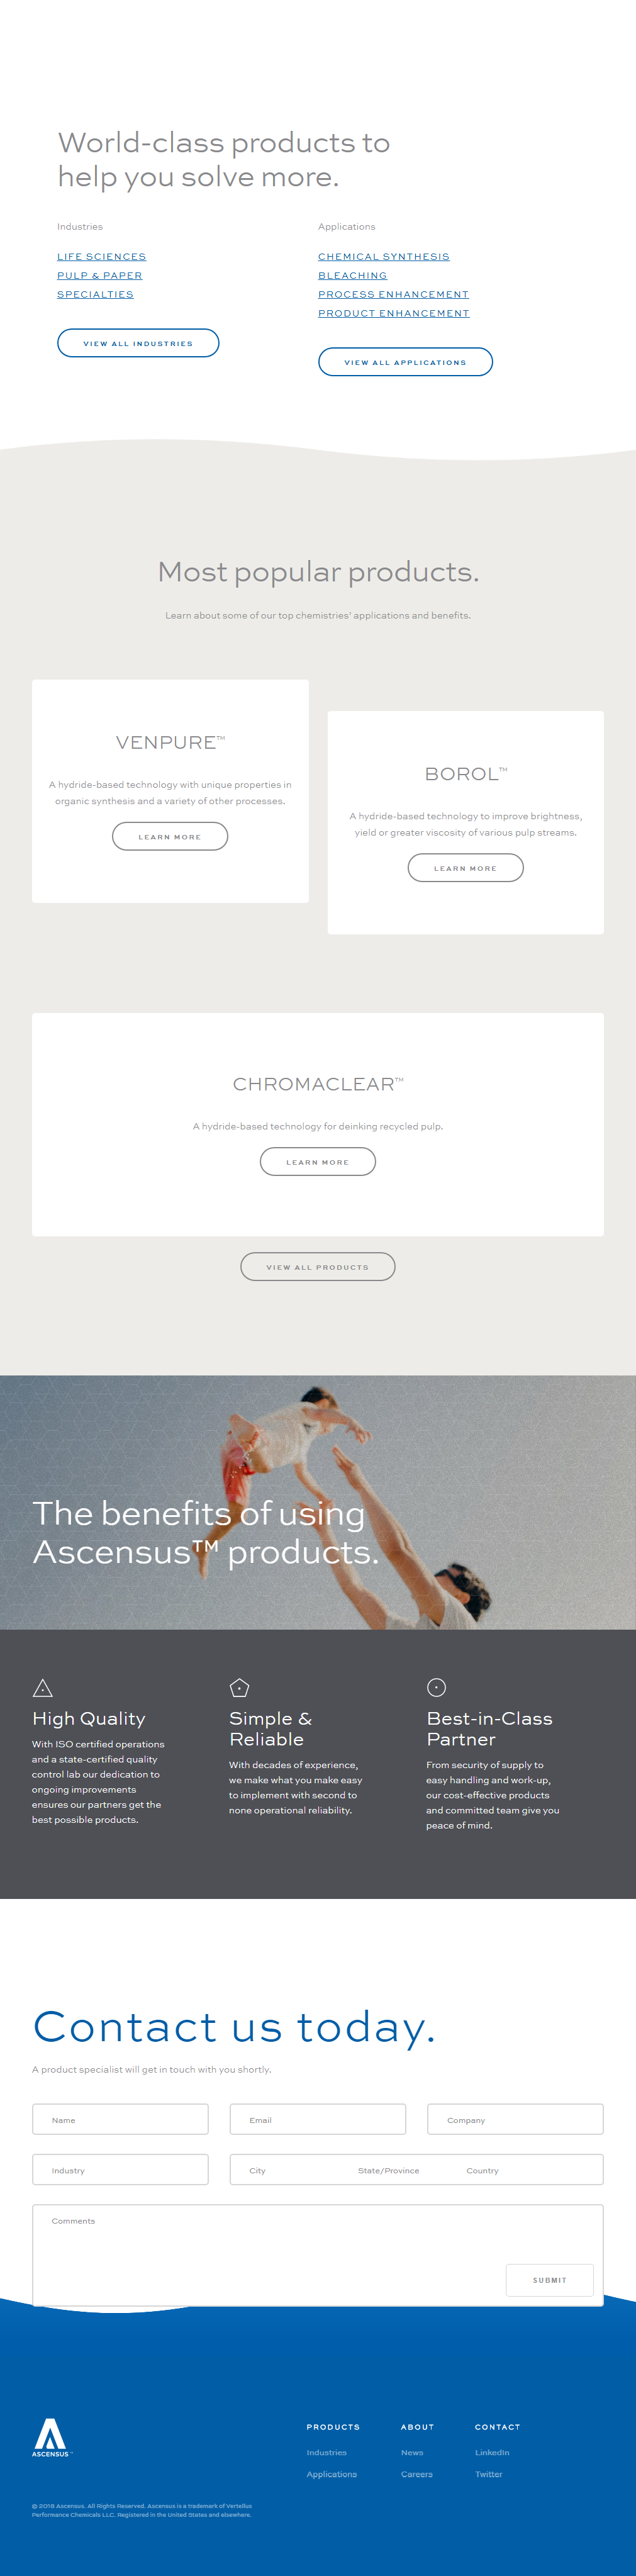 World-class products to
help you solve more.
Industries
LIFE SCIENCES
PULP & PAPER
SPECIALTIES
VIEW ALL INDUSTRIES
Applications
CHEMICAL SYNTHESIS
BLEACHING
PROCESS ENHANCEMENT
PRODUCT ENHANCEMENT
VIEW ALL APPLICATIONS
Most popular products.
Learn about some of our top chemistries' applications and benefits.
VENPURE™
A hydride-based technology with unique properties in
organic synthesis and a variety of other processes.
LEARN MORE
BOROL™
A hydride-based technology to improve brightness,
yield or greater viscosity of various pulp streams.
LEARN MORE
CHROMACLEAR™
A hydride-based technology for deinking recycled pulp.
LEARN MORE
VIEW ALL PRODUCTS
The benefits of using
Ascensus™ products.
High Quality
With ISO certified operations
and a state-certified quality
control lab our dedication to
ongoing improvements
ensures our partners get the
best possible products.
Simple &
Reliable
With decades of experience,
we make what you make easy
to implement with second to
none operational reliability.
Best-in-Class
Partner
From security of supply to
easy handling and work-up,
our cost-effective products
and committed team give you
peace of mind.
Contact us today.
A product specialist will get in touch with you shortly.
Name
Email
Company
Industry
City
State/Province
Country
Comments
SUBMIT
ASCENSUS™
PRODUCTS
Industries
Applications
ABOUT
News
Careers
CONTACT
LinkedIn
Twitter
© 2018 Ascensus. All Rights Reserved. Ascensus is a trademark of Vertellus
Performance Chemicals LLC. Registered in the United States and elsewhere.